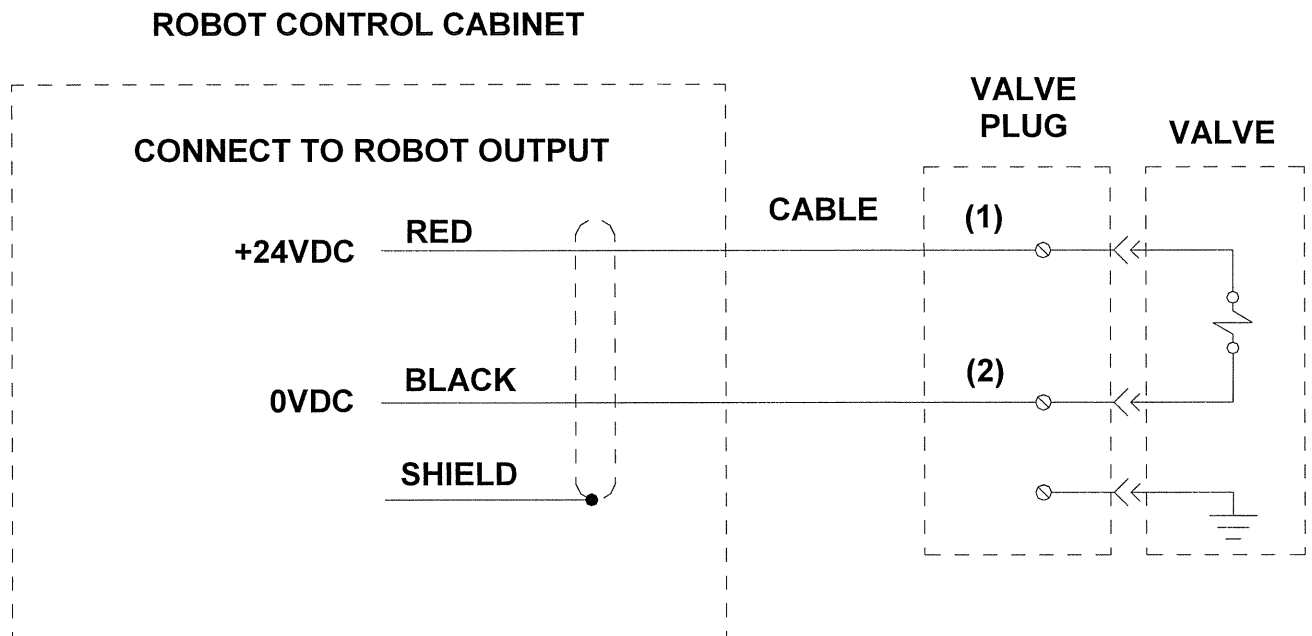 ROBOT CONTROL CABINET
VALVE
PLUG
VALVE
CONNECT TO ROBOT OUTPUT
CABLE
(1)
RED
+24VDC
(2)
BLACK
0VDC
SHIELD